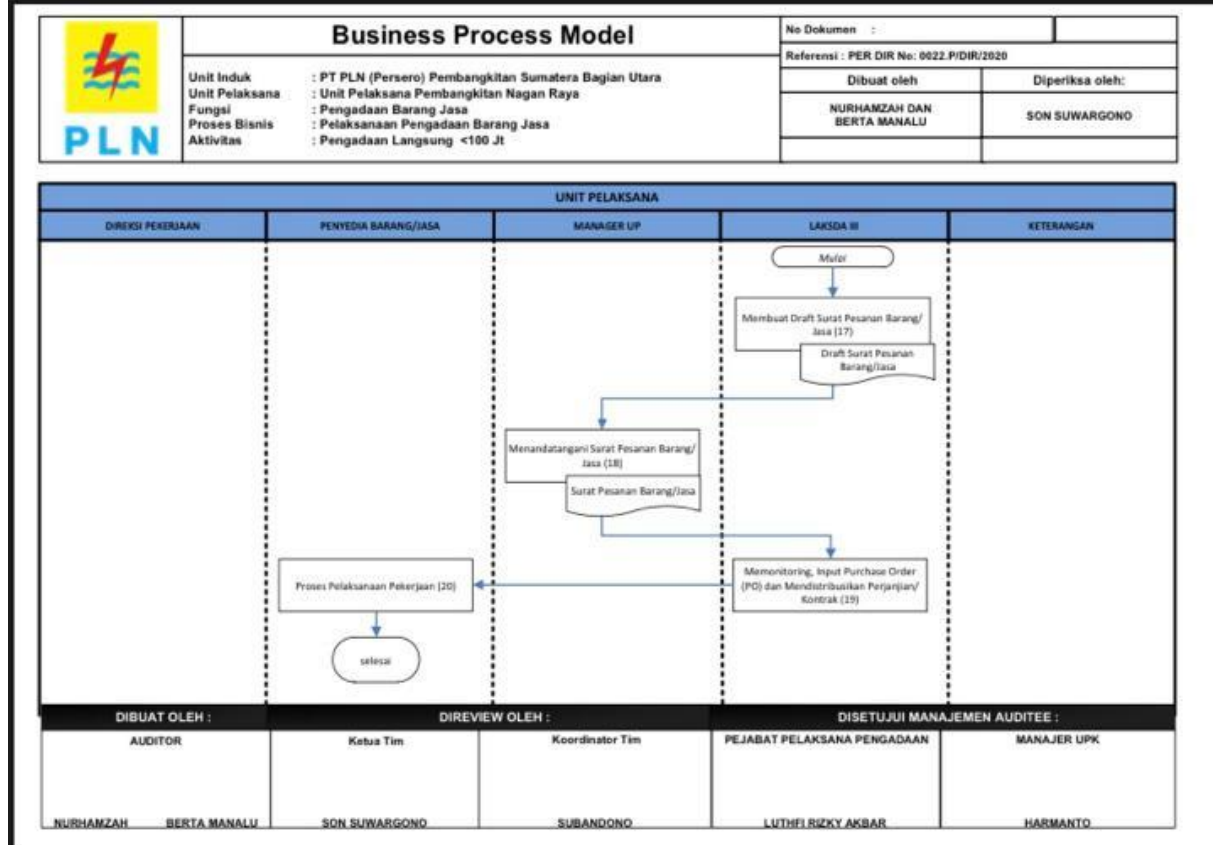 Business Process Model
No Dokumen :
Referensi : PER DIR No: 0022.P/DIR/2020
Dibuat oleh
Diperiksa oleh:
NURHAMZAH DAN
BERTA MANALU
SON SUWARGONO
PLN
Unit Induk : PT PLN (Persero) Pembangkitan Sumatera Bagian Utara
Unit Pelaksana : Unit Pelaksana Pembangkitan Nagan Raya
Fungsi : Pengadaan Barang Jasa
Proses Bisnis : Pelaksanaan Pengadaan Barang Jasa
Aktivitas : Pengadaan Langsung <100 Jt
UNIT PELAKSANA
DIREKSI PEKERJAAN
PENYEDIA BARANG/JASA
MANAGER UP
LAKSDA III
KETERANGAN
Mulai
Membuat Draft Surat Pesanan Barang/
Jasa (17)
Draft Surat Pesanan
Barang/Jasa
Menandatangani Surat Pesanan Barang/
Jasa (18)
Surat Pesanan Barang/Jasa
Memonitoring, Input Purchase Order
(PO) dan Mendistribusikan Perjanjian/
Kontrak (19)
Proses Pelaksanaan Pekerjaan (20)
selesai
DIBUAT OLEH :
DIREVIEW OLEH :
DISETUJUI MANAJEMEN AUDITEE :
AUDITOR
Ketua Tim
Koordinator Tim
PEJABAT PELAKSANA PENGADAAN
MANAJER UPK
NURHAMZAH
BERTA MANALU
SON SUWARGONO
SUBANDONO
LUTHFI RIZKY AKBAR
HARMANTO